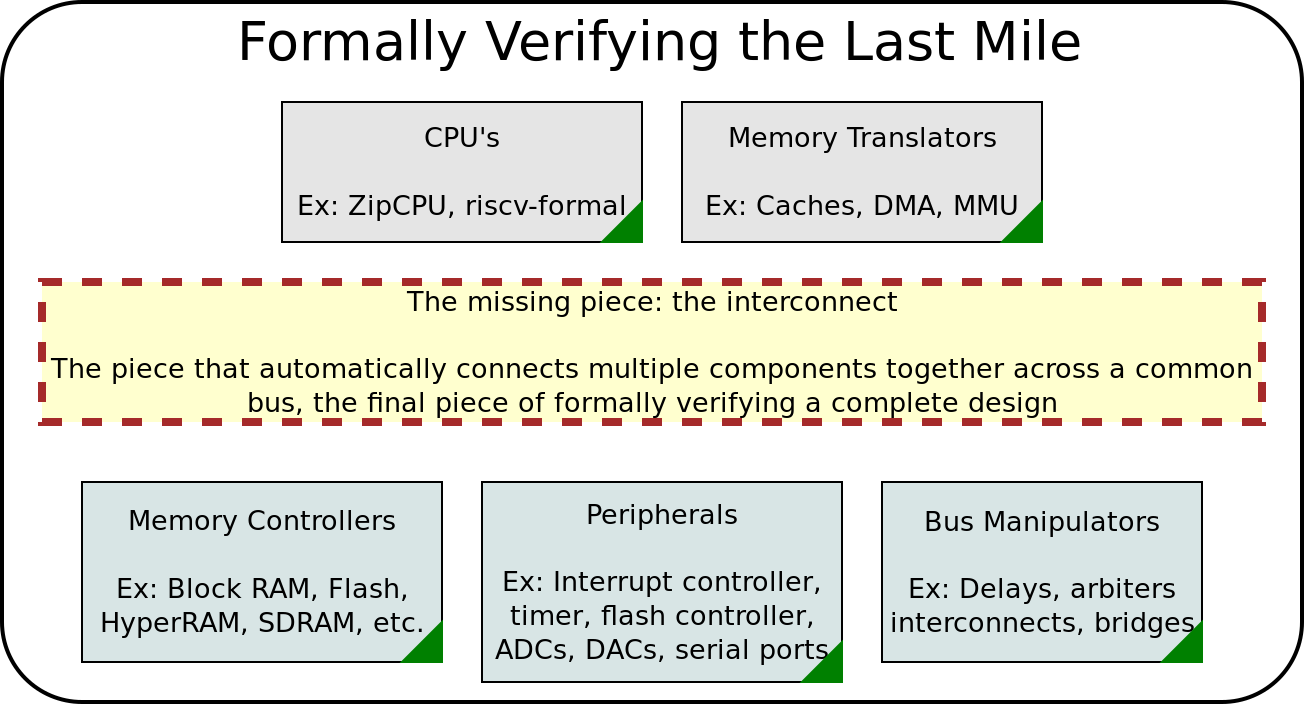 Formally Verifying the Last Mile
CPU's
Ex: ZipCPU, riscv-formal
Memory Translators
Ex: Caches, DMA, MMU
The missing piece: the interconnect
The piece that automatically connects multiple components together across a common
bus, the final piece of formally verifying a complete design
Memory Controllers
Ex: Block RAM, Flash,
HyperRAM, SDRAM, etc.
Peripherals
Ex: Interrupt controller,
timer, flash controller,
ADCs, DACs, serial ports
Bus Manipulators
Ex: Delays, arbiters
interconnects, bridges